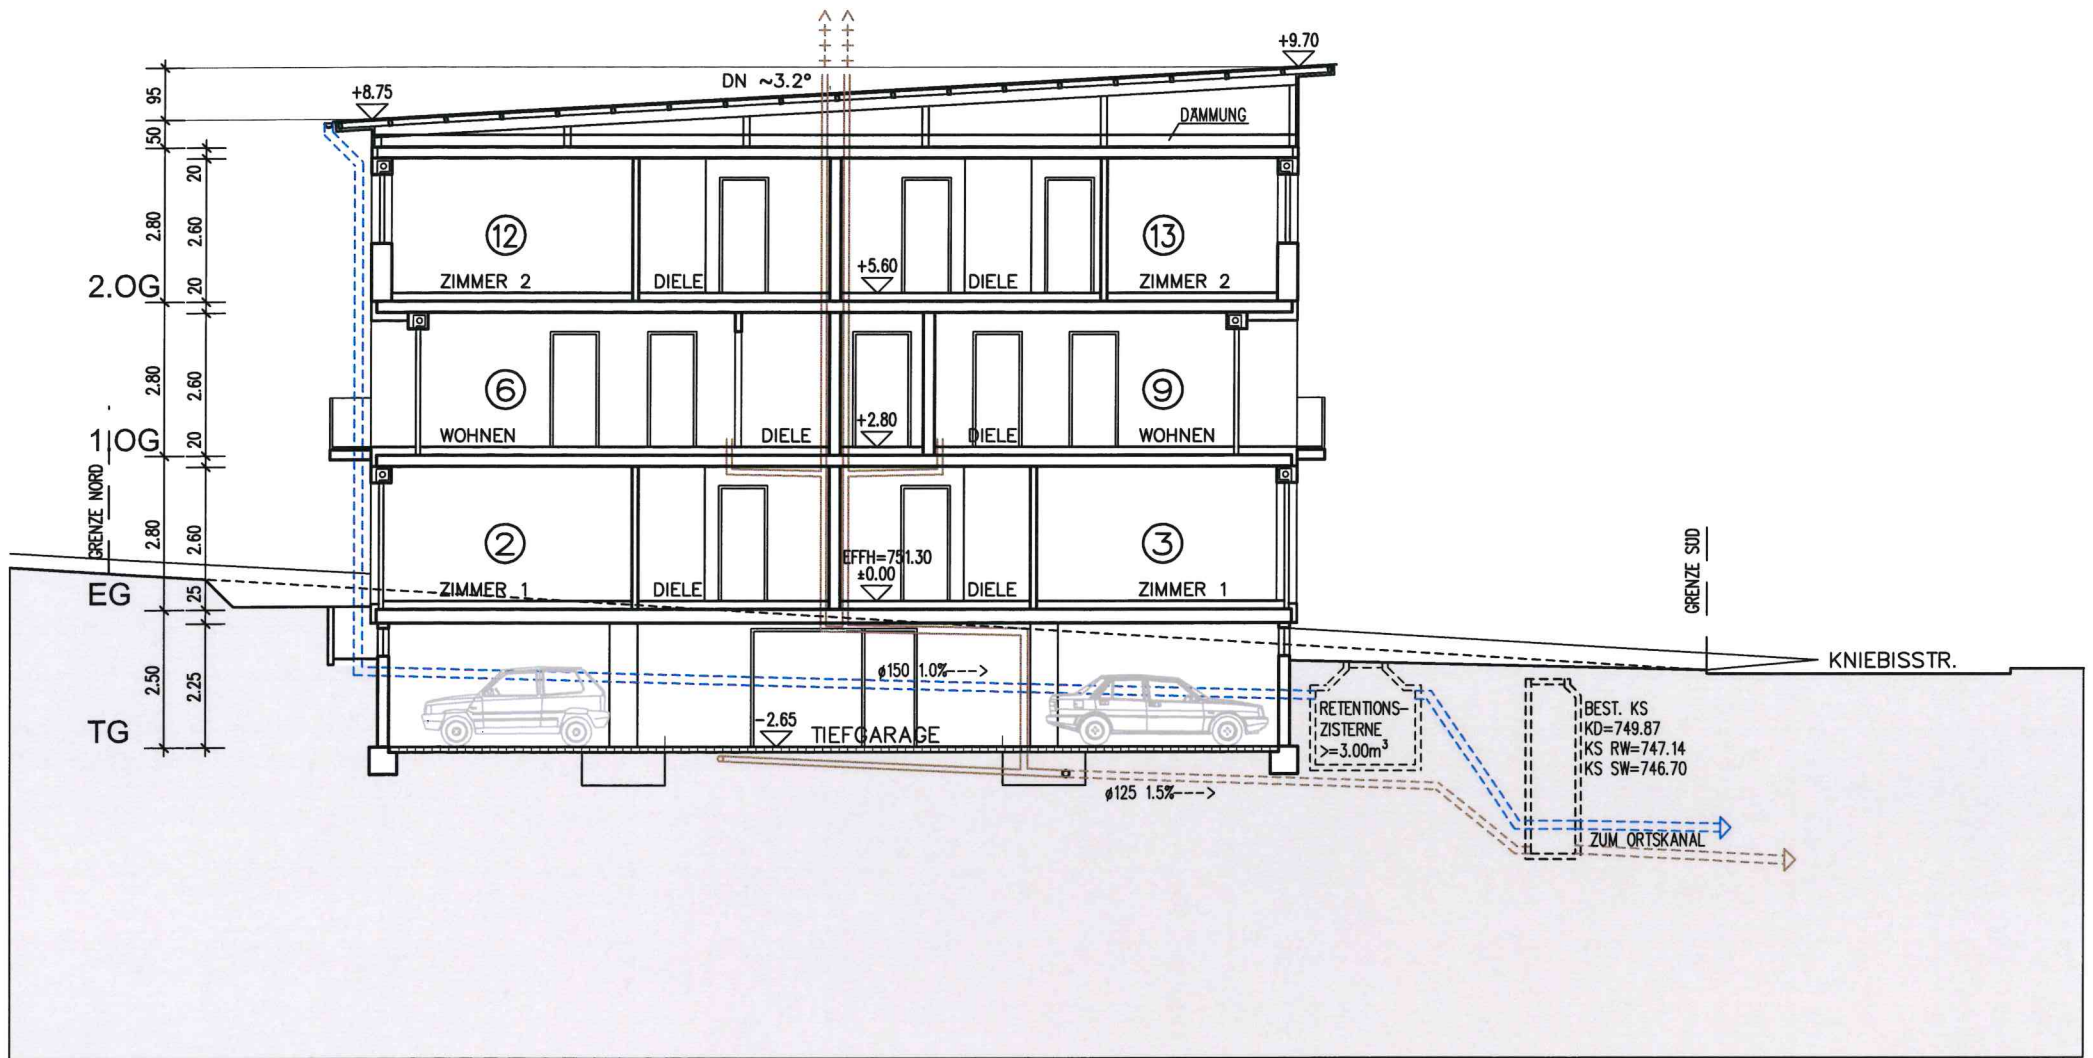 +9.70
DN ~3.2°
+8.75
95
50
DÄMMUNG
20
2.80
2.60
12
13
+5.60
ZIMMER 2
DIELE
DIELE
ZIMMER 2
2.OG
20
2.80
2.60
6
9
+2.80
WOHNEN
DIELE
DIELE
WOHNEN
1.OG
20
GRENZE NORD
2.80
2.60
2
3
EFFH=751.30
±0.00
ZIMMER 1
DIELE
DIELE
ZIMMER 1
EG
25
GRENZE SÜD
KNIEBISSTR.
2.50
2.25
ø150 1.0%---->
TG
-2.65
TIEFGARAGE
RETENTIONS-
ZISTERNE
>=3.00m³
BEST. KS
KD=749.87
KS RW=747.14
KS SW=746.70
ø125 1.5%---->
ZUM ORTSKANAL